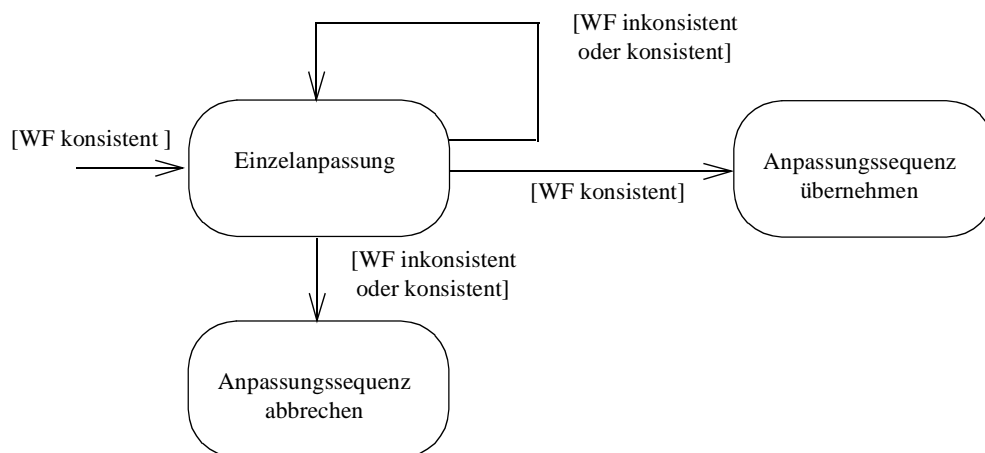 [WF inkonsistent
oder konsistent]
[WF konsistent ]
Einzelanpassung
Anpassungssequenz
übernehmen
[WF konsistent]
[WF inkonsistent
oder konsistent]
Anpassungssequenz
abbrechen